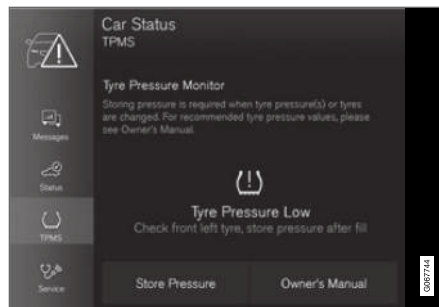 Car Status
TPMS
Tyre Pressure Monitor
Storing pressure is required when tyre pressure(s) or tyres
are changed. For recommended tyre pressure values, please
see Owner's Manual.
Messages
Status
TPMS
Service
Tyre Pressure Low
Check front left tyre, store pressure after fill
Store Pressure
Owner's Manual
G067744